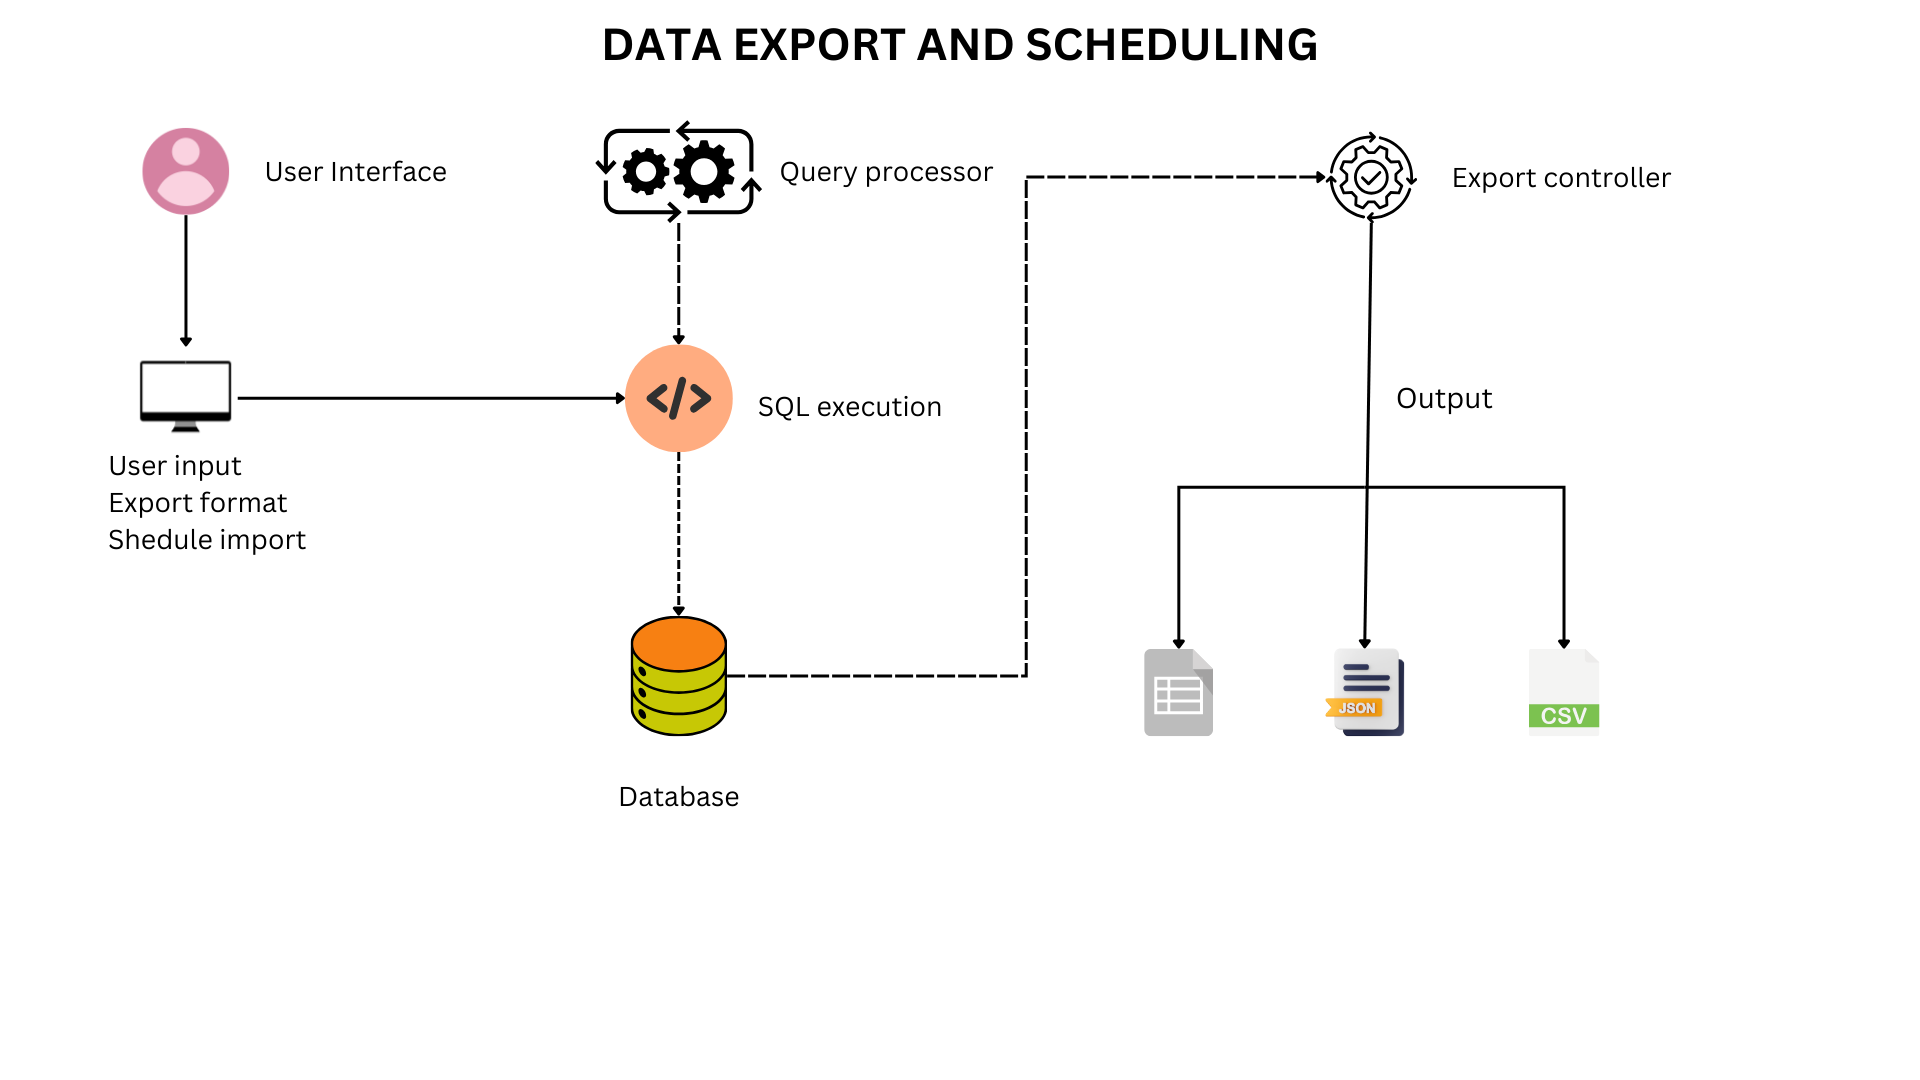 DATA EXPORT AND SCHEDULING
User Interface
Query processor
Export controller
SQL execution
Output
User input
Export format
Shedule import
JSON
CSV
Database